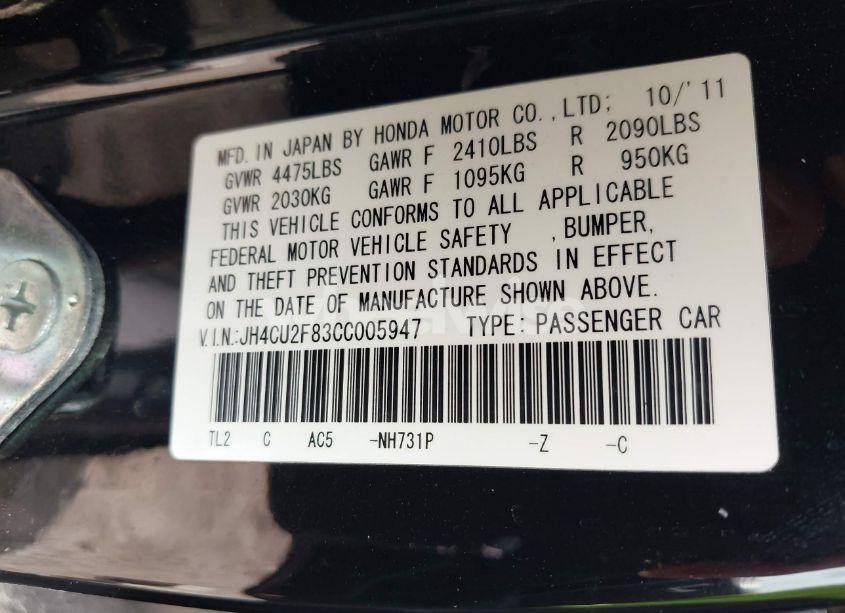 MFD. IN JAPAN BY HONDA MOTOR CO.,LTD; 10/'11
GVWR 4475LBS GAWR F 2410LBS R 2090LBS
GVWR 2030KG GAWR F 1095KG R 950KG
THIS VEHICLE CONFORMS TO ALL APPLICABLE
FEDERAL MOTOR VEHICLE SAFETY ,BUMPER,
AND THEFT PREVENTION STANDARDS IN EFFECT
ON THE DATE OF MANUFACTURE SHOWN ABOVE.
V.I.N.:JH4CU2F83CC005947 TYPE:PASSENGER CAR
TL2 C AC5 -NH731P -Z -C